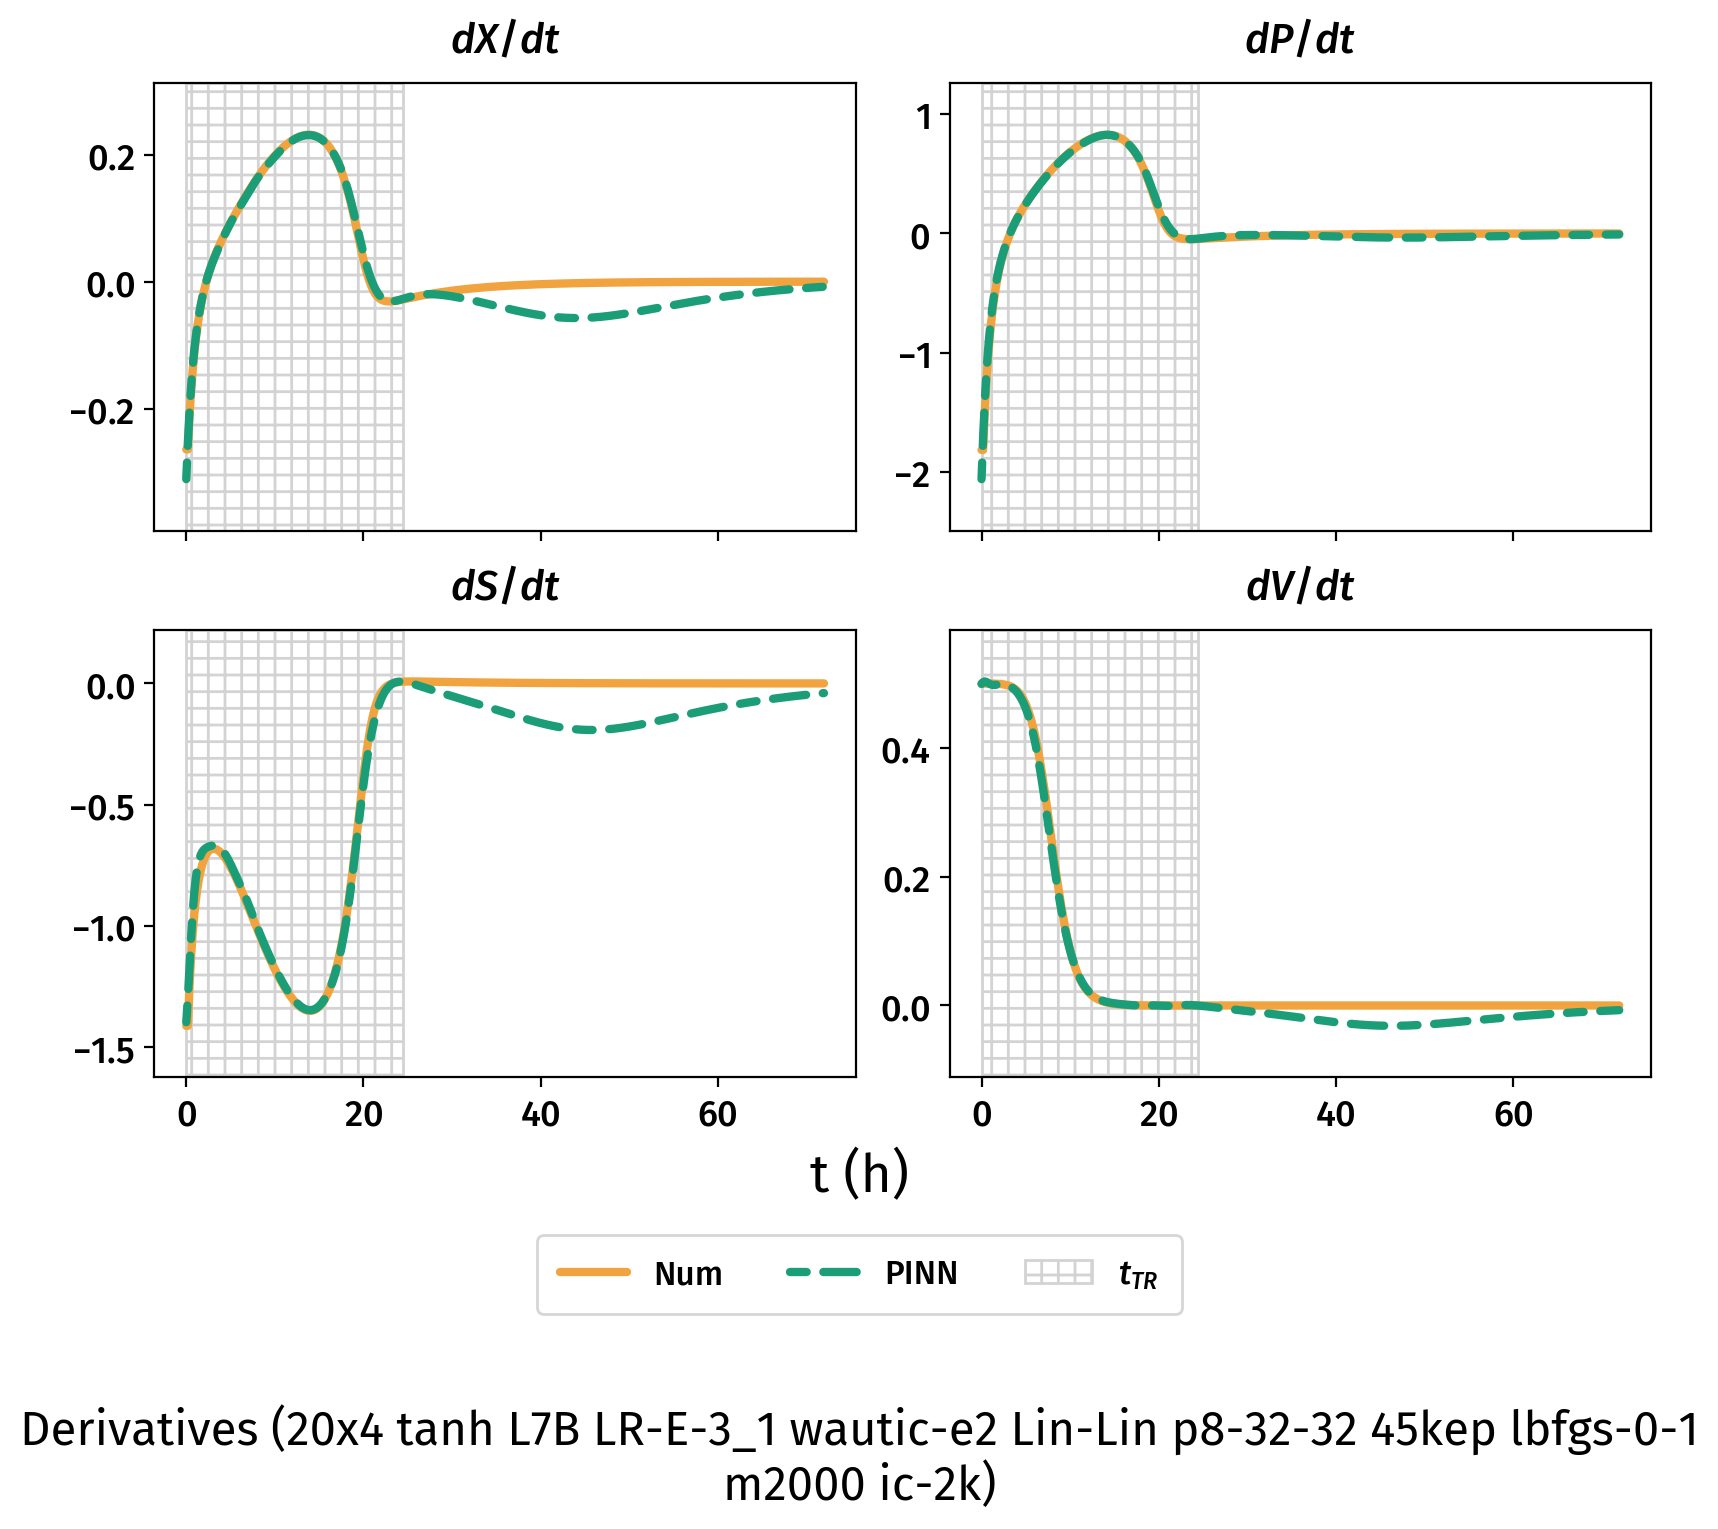 dX/dt
dP/dt
0.2
0.0
−0.2
1
0
−1
−2
dS/dt
dV/dt
0.0
−0.5
−1.0
−1.5
0.4
0.2
0.0
0 20 40 60
0 20 40 60
t (h)
Num PINN tTR
Derivatives (20x4 tanh L7B LR-E-3_1 wautic-e2 Lin-Lin p8-32-32 45kep lbfgs-0-1
m2000 ic-2k)